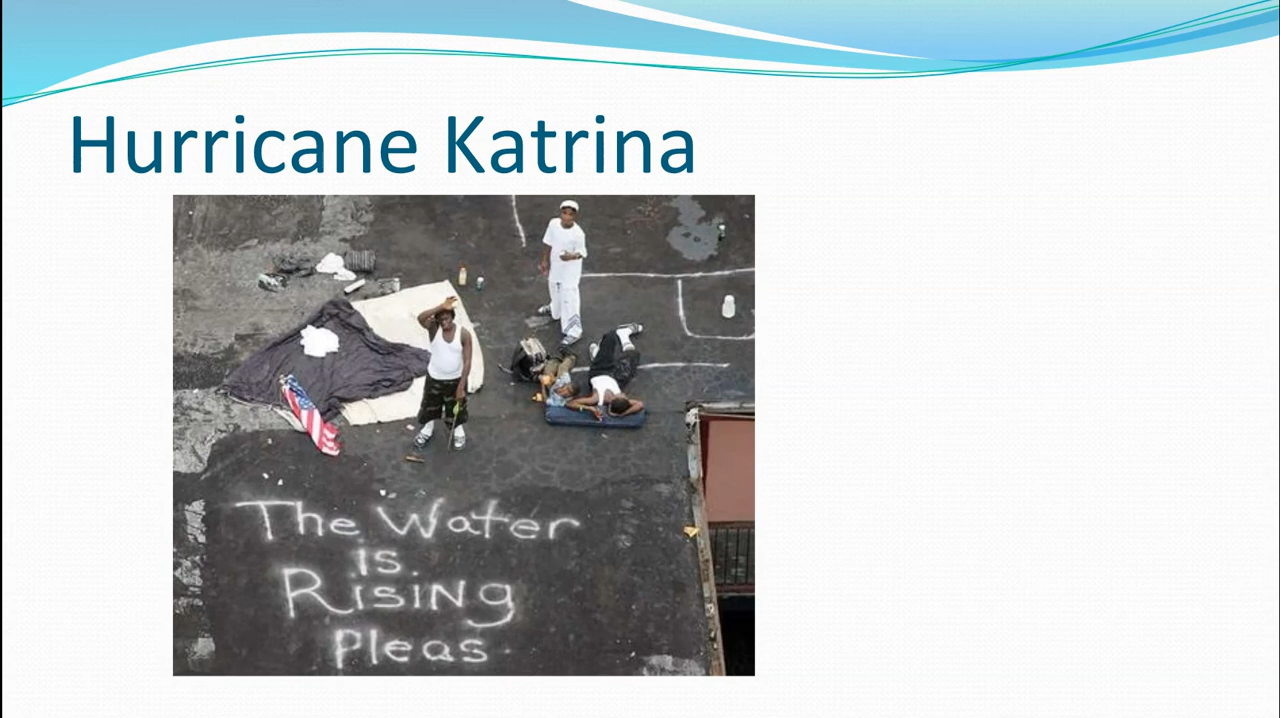 Hurricane Katrina
The Water
is
Rising
Pleas